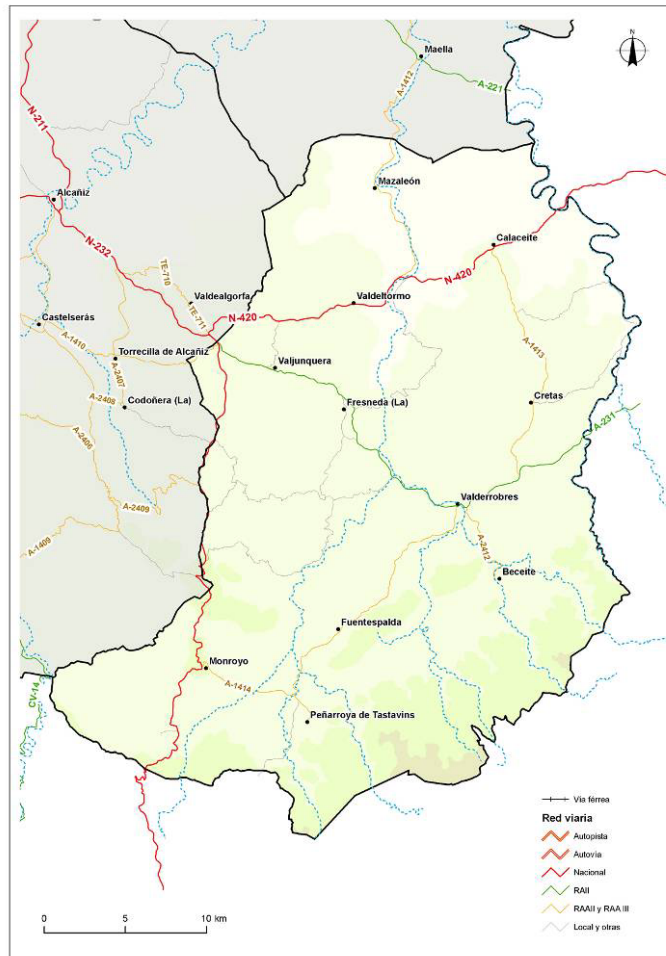 N
Maella
A-1412
A-221
N-211
Mazaleón
Alcañiz
Calaceite
N-232
TE-710
N-420
Valdealgorfa
TE-711
Valdeltormo
N-420
Castelserás
A-1410
Torrecilla de Alcañiz
A-1413
Valjunquera
A-2407
A-2408
Codoñera (La)
Fresneda (La)
Cretas
A-231
A-2406
Valderrobres
A-2409
A-2412
A-1409
Beceite
Fuentespalda
Monroyo
A-1414
CV-14
Peñarroya de Tastavins
Vía férrea
Red viaria
Autopista
Autovía
Nacional
RAII
RAAII y RAA III
Local y otras
0 5 10 km